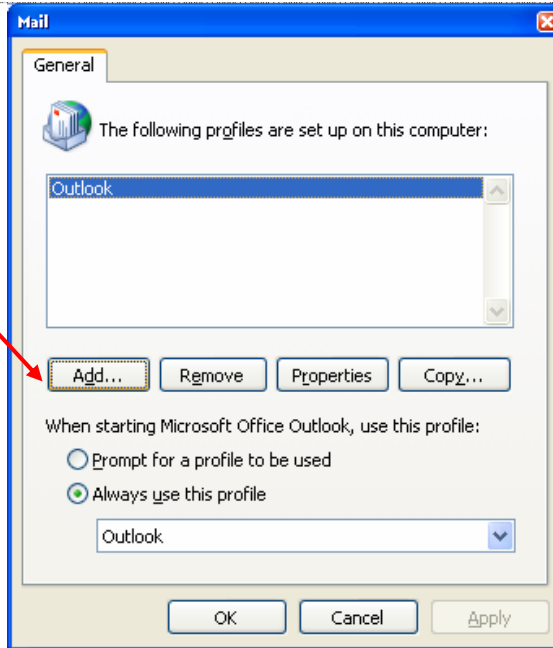 Mail
General
The following profiles are set up on this computer:
Outlook
Add... Remove Properties Copy...
When starting Microsoft Office Outlook, use this profile:
Prompt for a profile to be used
Always use this profile
Outlook
OK Cancel Apply